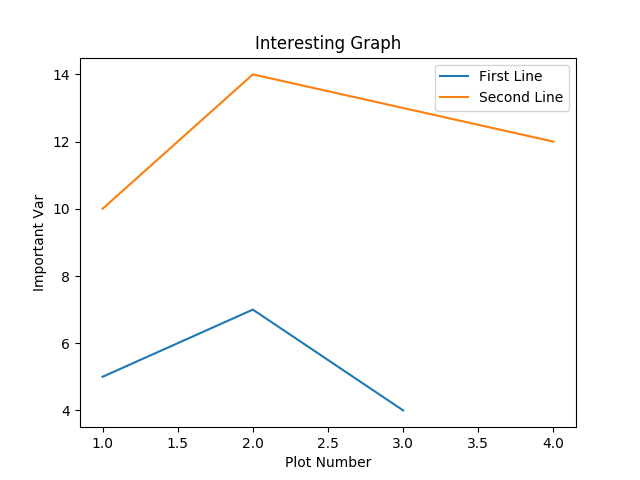 Interesting Graph
First Line
Second Line
14
12
10
8
6
4
Important Var
1.0 1.5 2.0 2.5 3.0 3.5 4.0
Plot Number